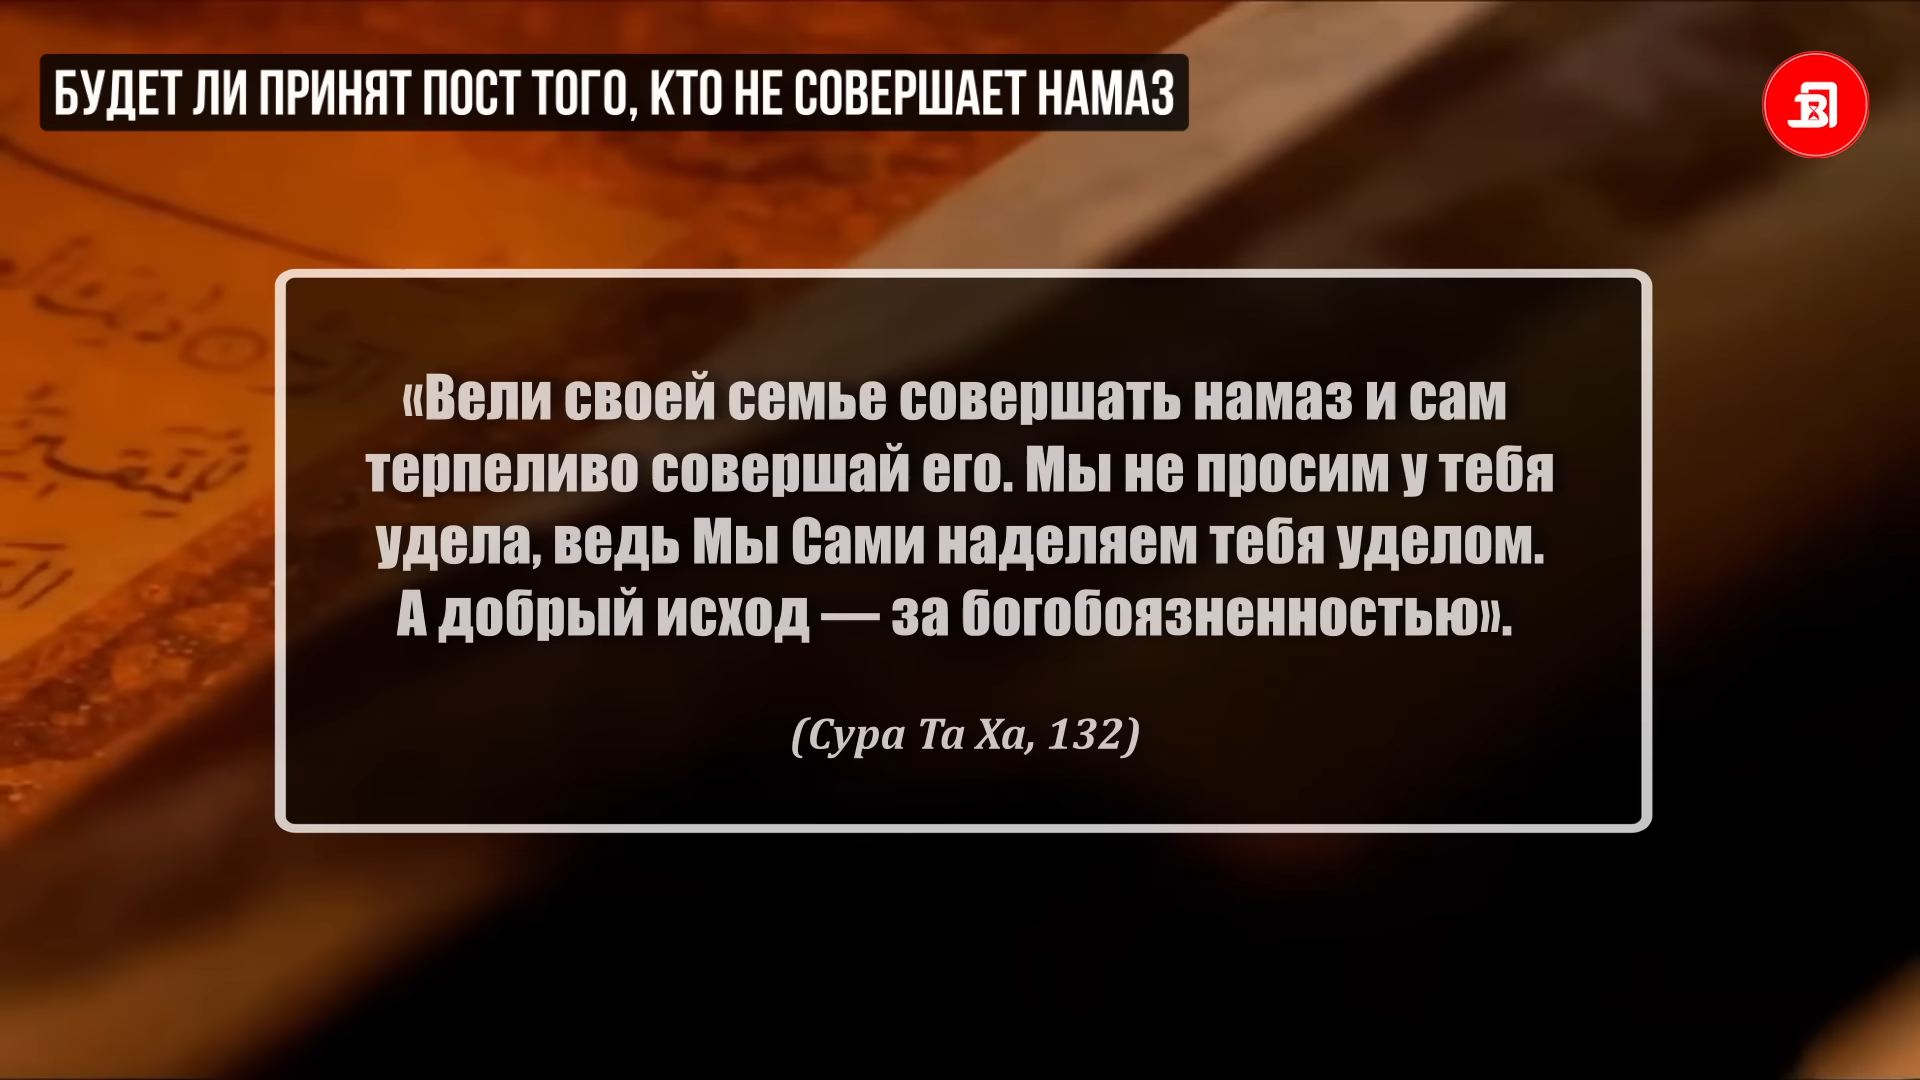 БУДЕТ ЛИ ПРИНЯТ ПОСТ ТОГО, КТО НЕ СОВЕРШАЕТ НАМАЗ
«Вели своей семье совершать намаз и сам
терпеливо совершай его. Мы не просим у тебя
удела, ведь Мы Сами наделяем тебя уделом.
А добрый исход — за богобоязненностью».
(Сура Та Ха, 132)